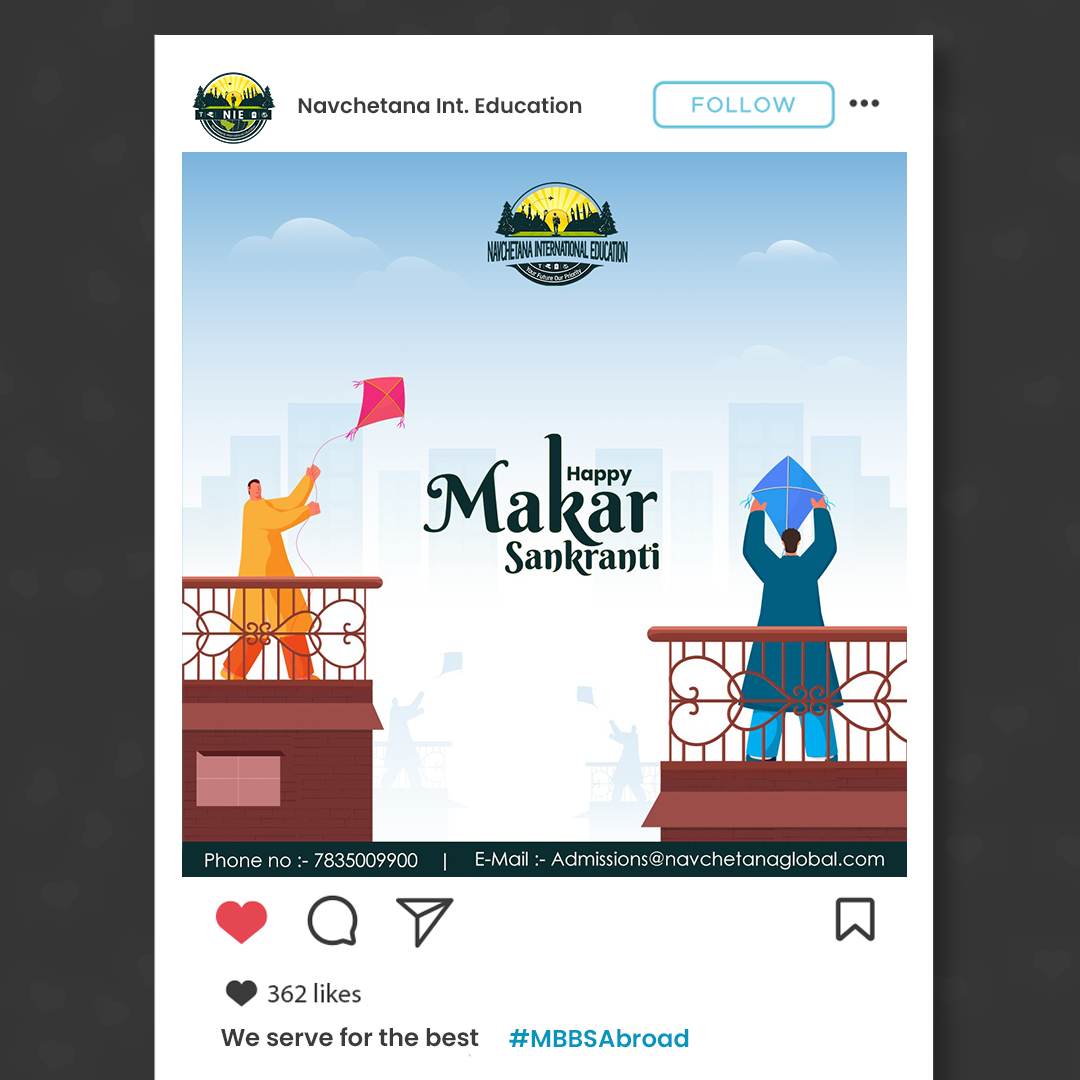 NIE
Navchetana Int. Education
FOLLOW
NAVCHETANA INTERNATIONAL EDUCATION
Your Future Our Priority
Happy
Makar
Sankranti
Phone no :- 7835009900 | E-Mail :- Admissions@navchetanaglobal.com
362 likes
We serve for the best #MBBSAbroad